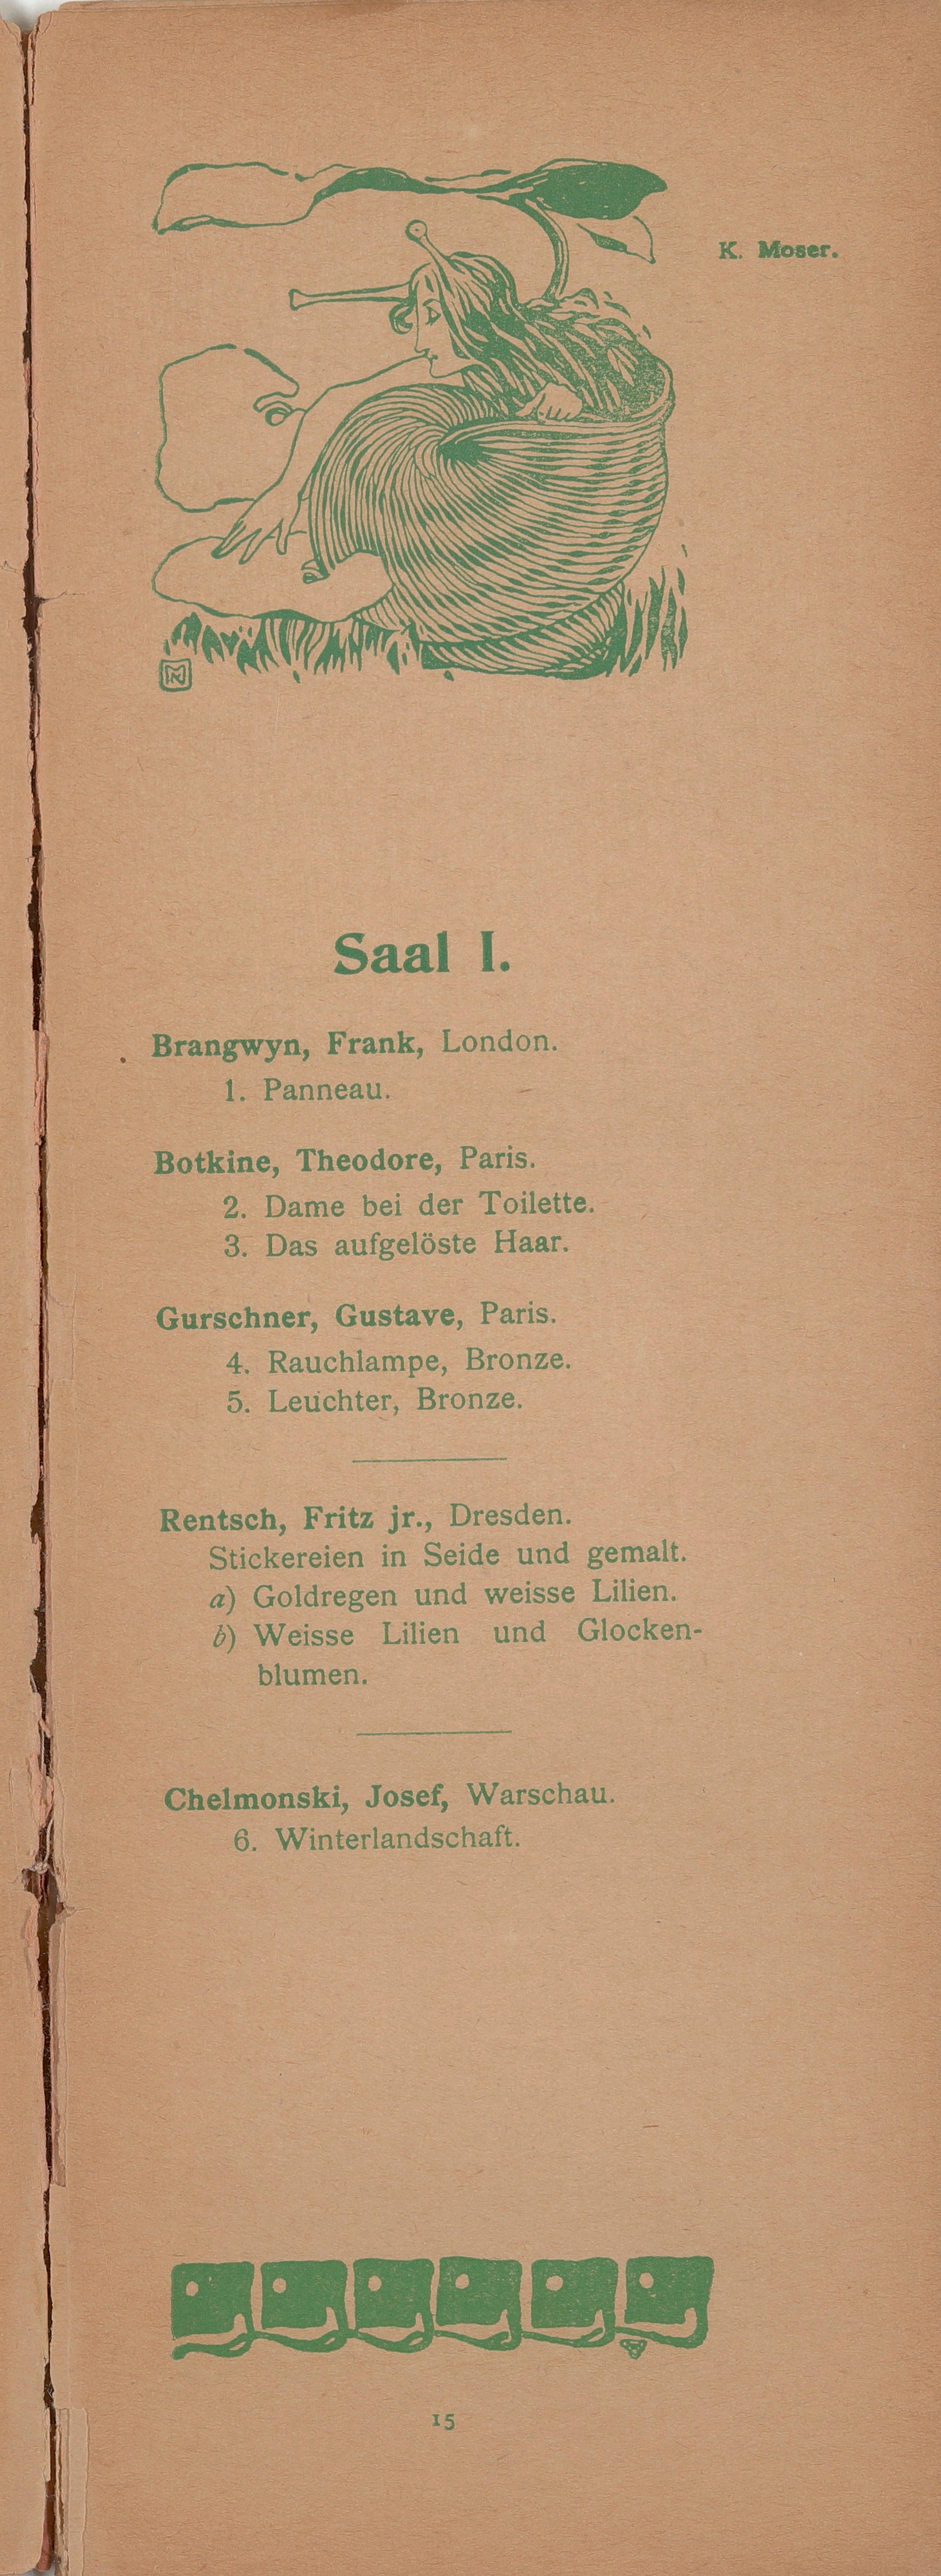 K. Moser.
Saal I.
Brangwyn, Frank, London.
1. Panneau.
Botkine, Theodore, Paris.
2. Dame bei der Toilette.
3. Das aufgelöste Haar.
Gurschner, Gustave, Paris.
4. Rauchlampe, Bronze.
5. Leuchter, Bronze.
Rentsch, Fritz jr., Dresden.
Stickereien in Seide und gemalt.
a) Goldregen und weisse Lilien.
b) Weisse Lilien und Glocken-
blumen.
Chelmonski, Josef, Warschau.
6. Winterlandschaft.
15